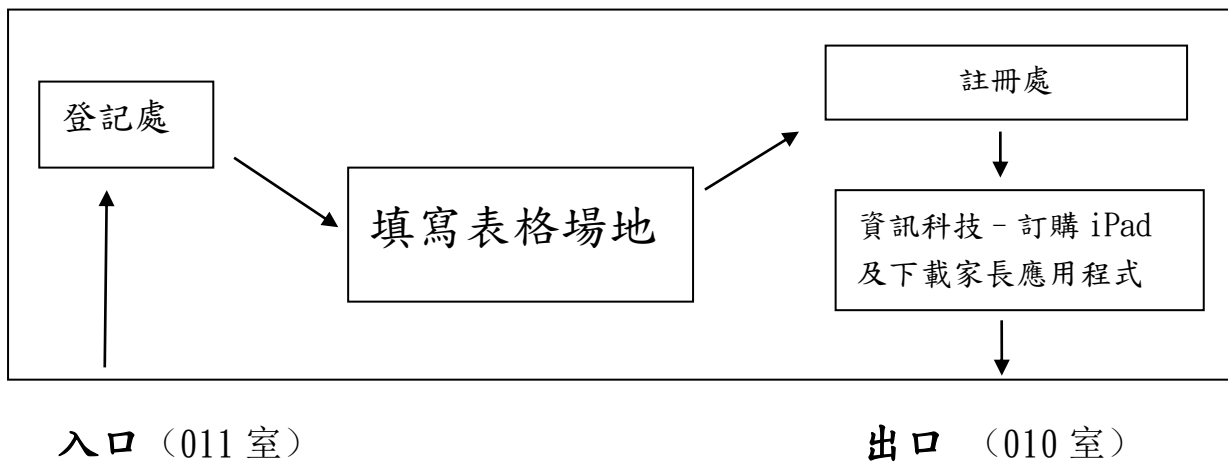 登記處
填寫表格場地
註冊處
資訊科技–訂購 iPad
及下載家長應用程式
入口（011 室）
出口 （010 室）